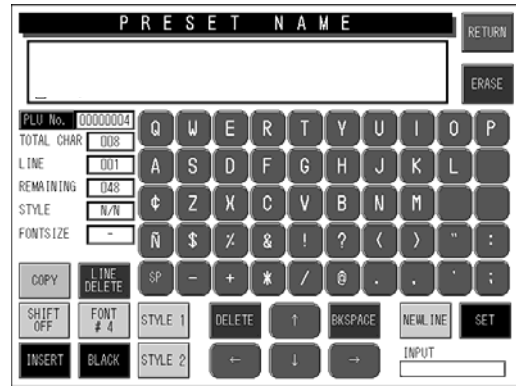 PRESET NAME
RETURN
ERASE
PLU No. 00000004
TOTAL CHAR 008
LINE 001
REMAINING 048
STYLE N/N
FONTSIZE -
Q W E R T Y U I O P
A S D F G H J K L
¢ Z X C V B N M
Ñ $ % & ! ? ( ) " :
SP - + * / @ . ' ;
COPY LINE DELETE
SHIFT OFF FONT # 4 STYLE 1 DELETE ↑ BKSPACE NEWLINE SET
INSERT BLACK STYLE 2 ← ↓ → INPUT